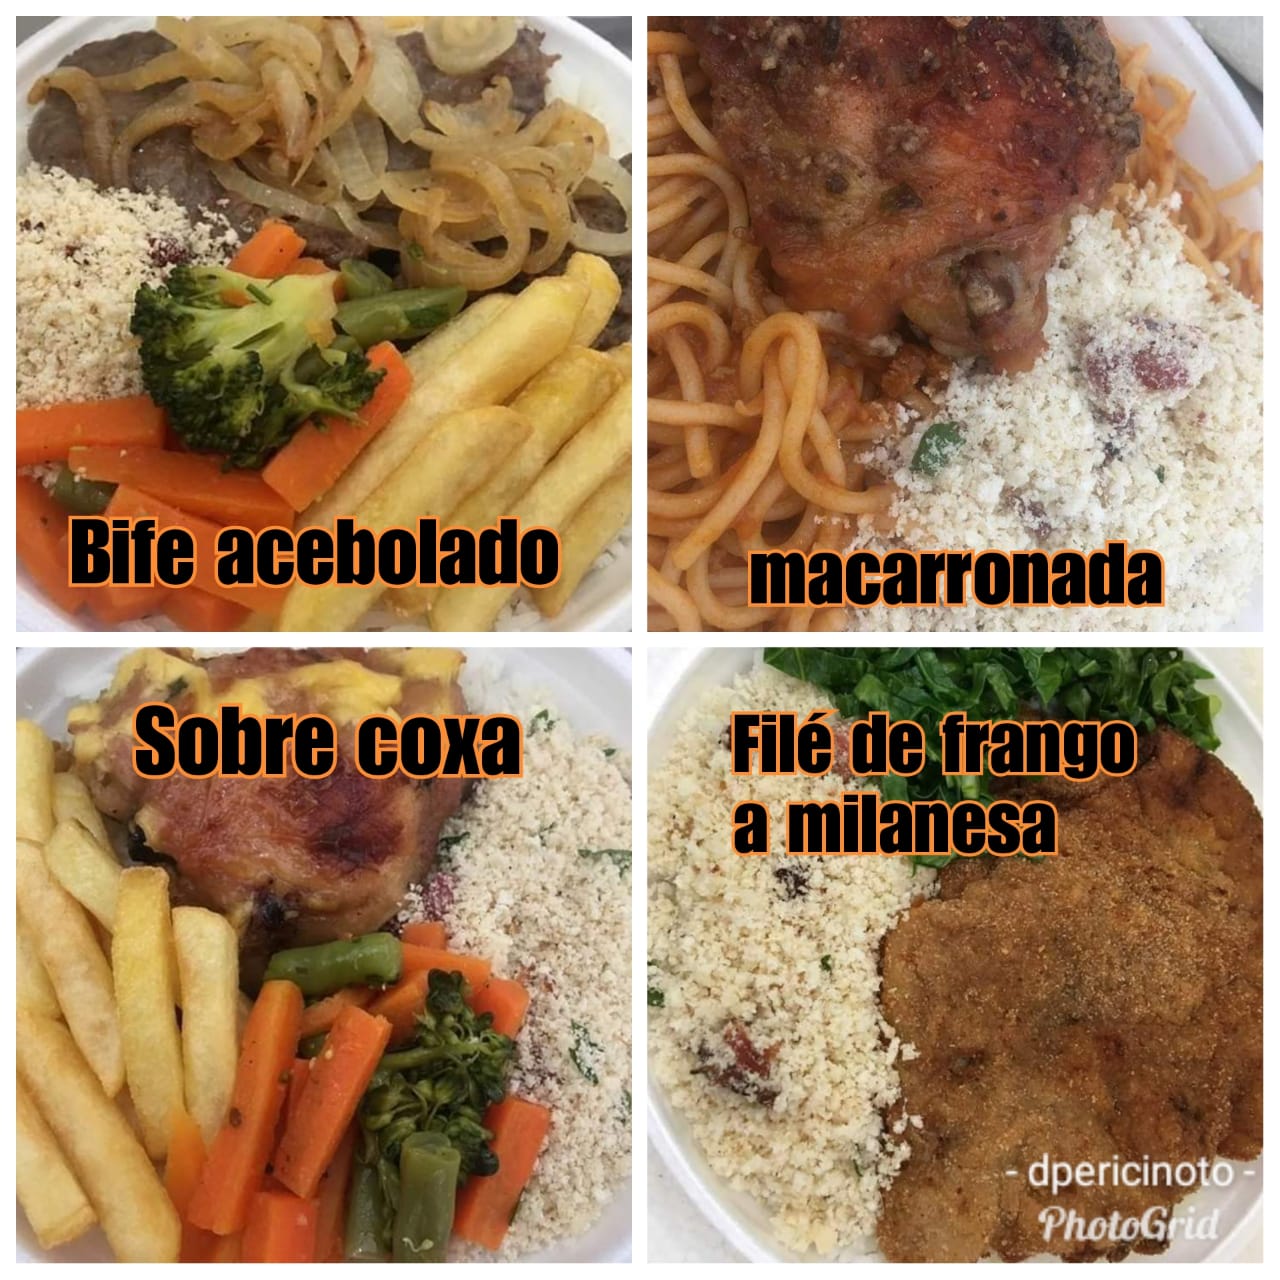 Bife acebolado
macarronada
Sobre coxa
Filé de frango
a milanesa
- dpericinoto -
PhotoGrid